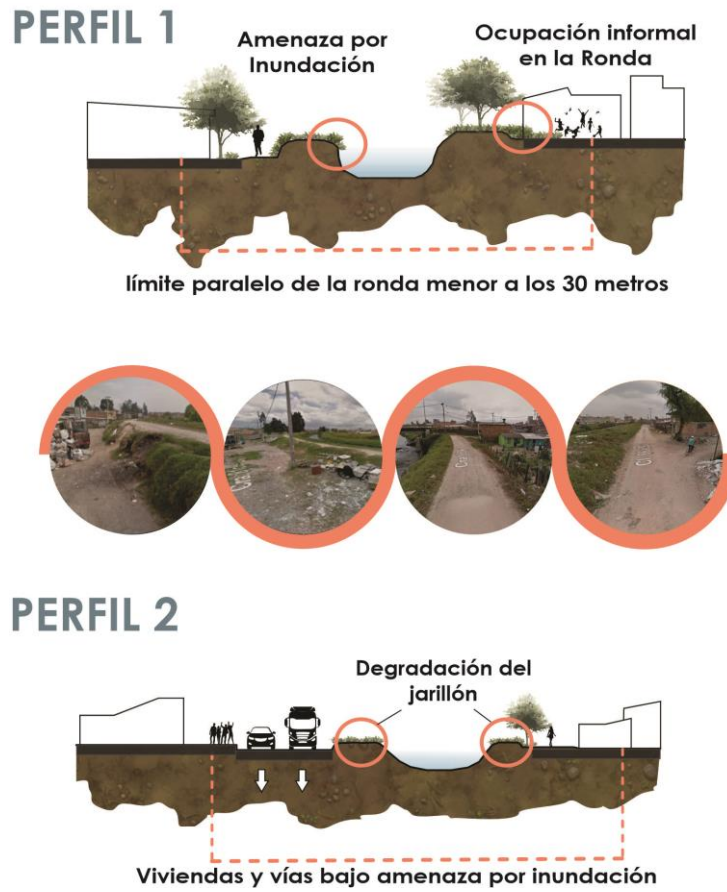 PERFIL 1
Amenaza por
Inundación
Ocupación informal
en la Ronda
límite paralelo de la ronda menor a los 30 metros
PERFIL 2
Degradación del
jarillón
Viviendas y vías bajo amenaza por inundación